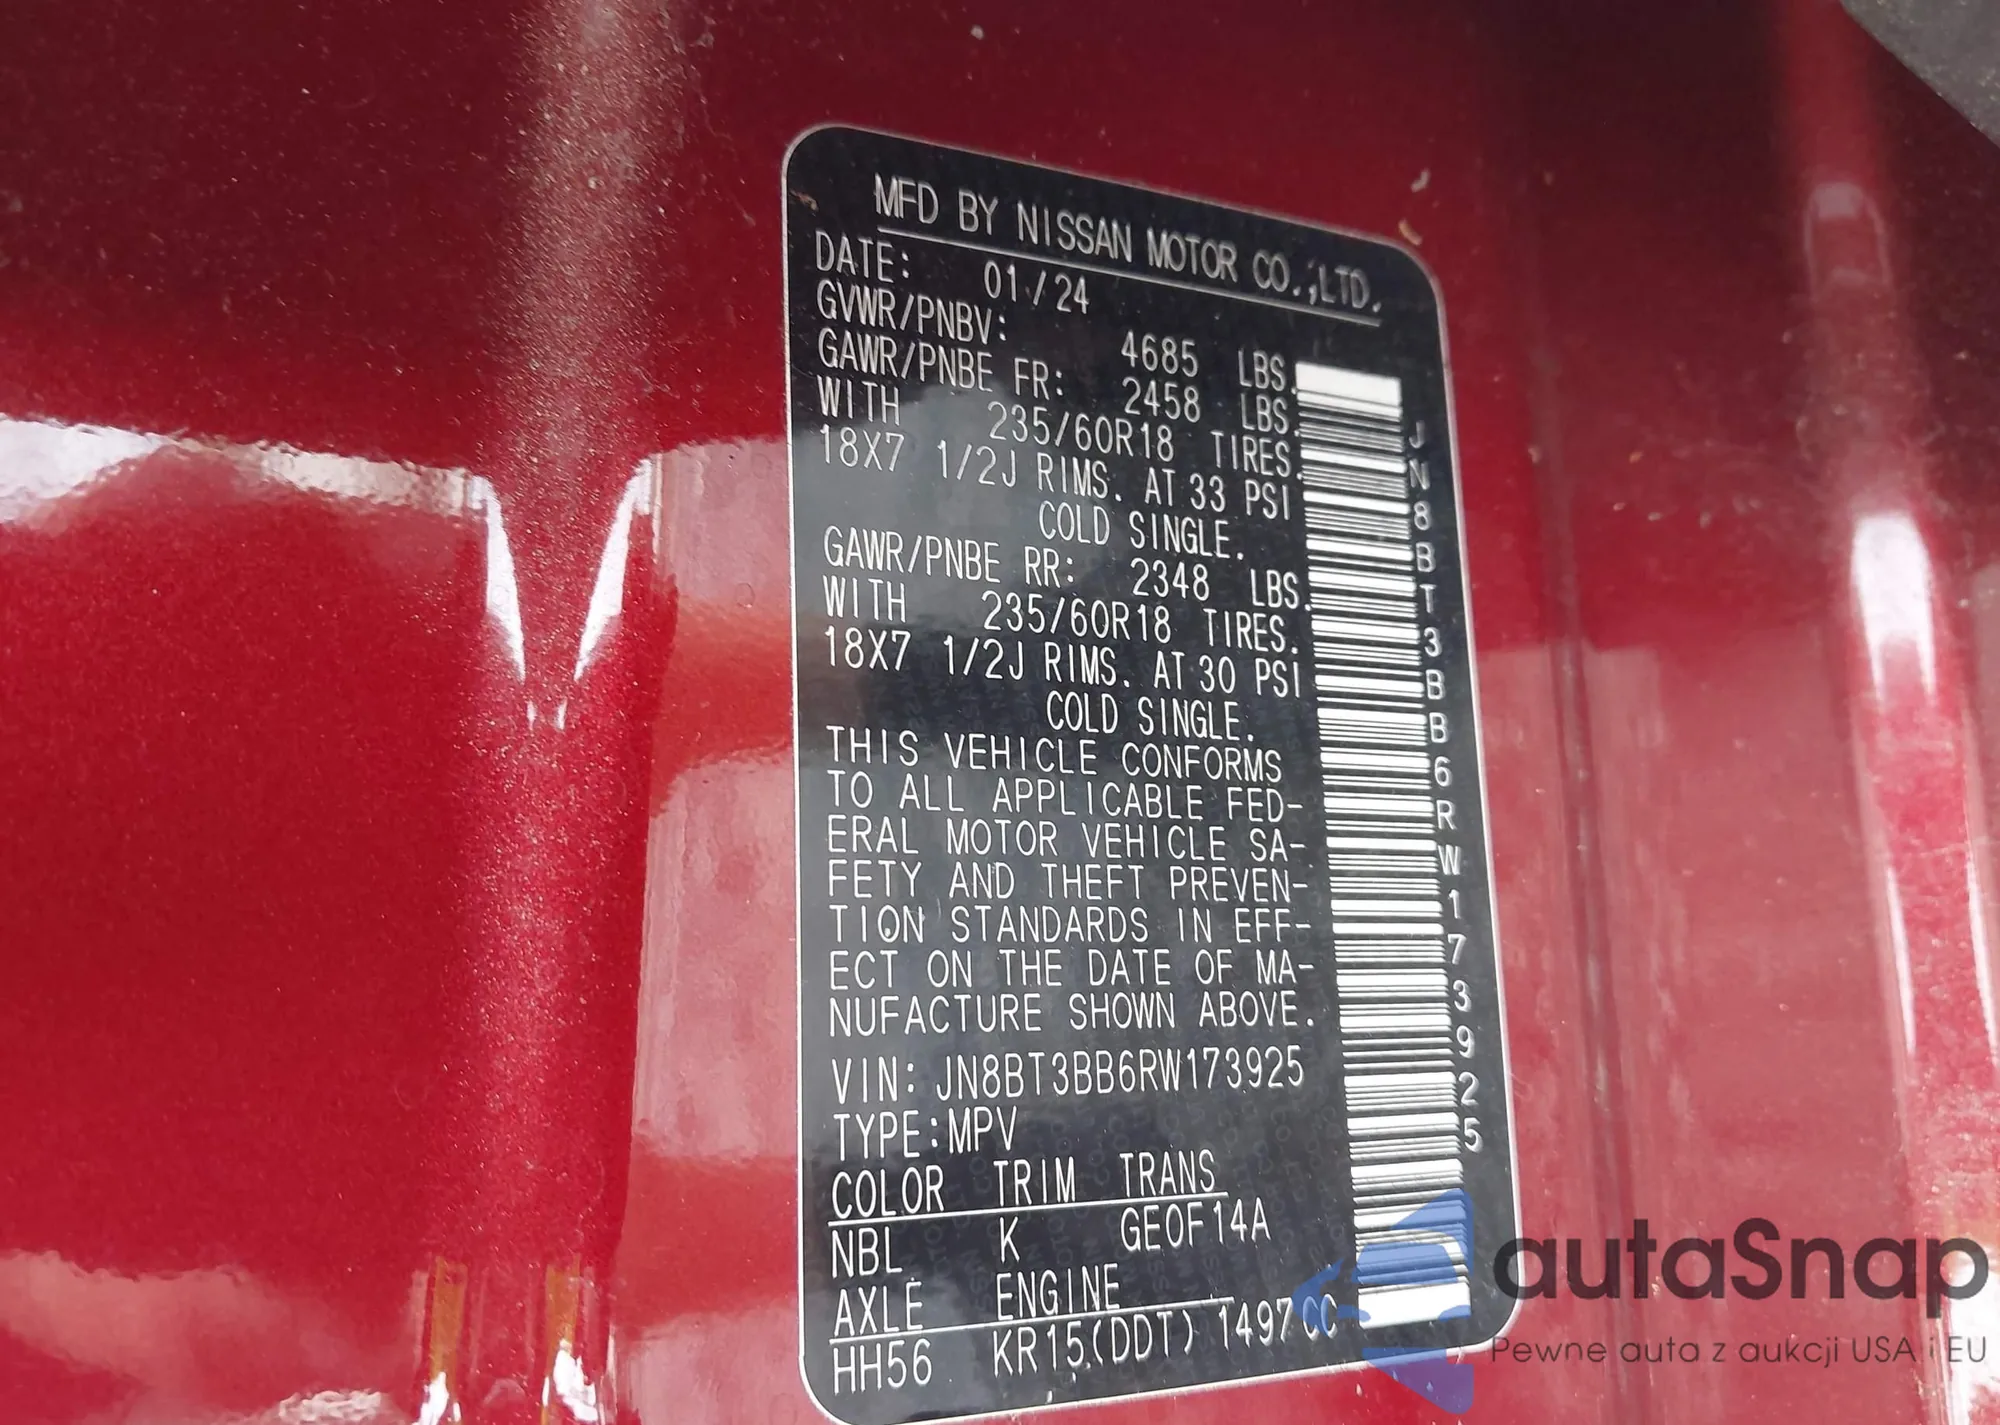 MFD BY NISSAN MOTOR CO.,LTD.
DATE: 01/24
GVWR/PNBV: 4685 LBS.
GAWR/PNBE FR: 2458 LBS.
WITH 235/60R18 TIRES.
18X7 1/2J RIMS. AT 33 PSI
COLD SINGLE.
GAWR/PNBE RR: 2348 LBS.
WITH 235/60R18 TIRES.
18X7 1/2J RIMS. AT 30 PSI
COLD SINGLE.
THIS VEHICLE CONFORMS
TO ALL APPLICABLE FED-
ERAL MOTOR VEHICLE SA-
FETY AND THEFT PREVEN-
TION STANDARDS IN EFF-
ECT ON THE DATE OF MA-
NUFACTURE SHOWN ABOVE.
VIN: JN8BT3BB6RW173925
TYPE:MPV
COLOR TRIM TRANS
NBL K GE0F14A
AXLE ENGINE
HH56 KR15(DDT) 1497CC
JN8BT3BB6RW173925
autaSnap
Pewne auta z aukcji USA i EU